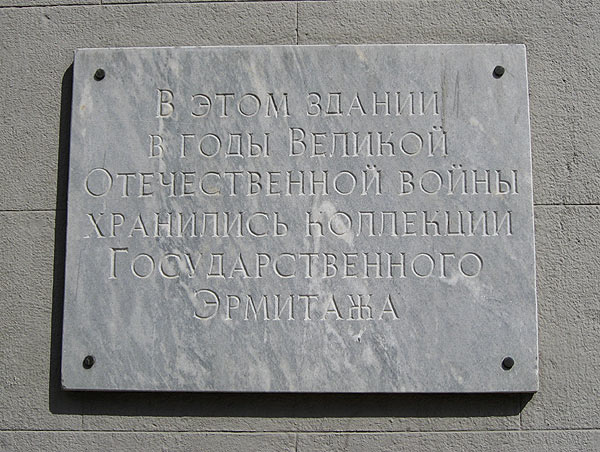 В этом здании
в годы Великой
Отечественной войны
хранились коллекции
Государственного
Эрмитажа